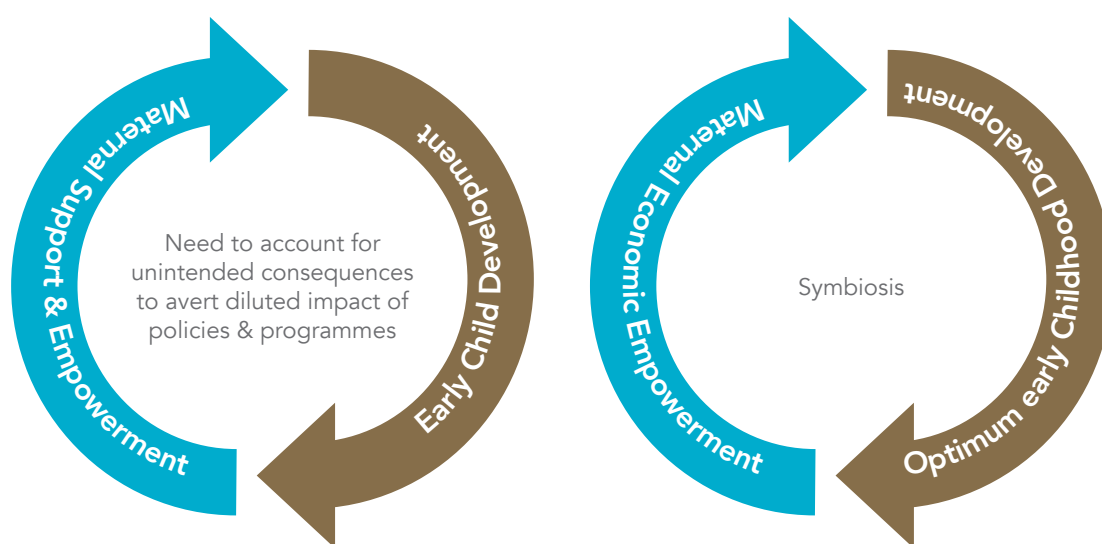 Maternal Support & Empowerment
Early Child Development
Need to account for
unintended consequences
to avert diluted impact of
policies & programmes
Maternal Economic Empowerment
Optimum early Childhood Development
Symbiosis